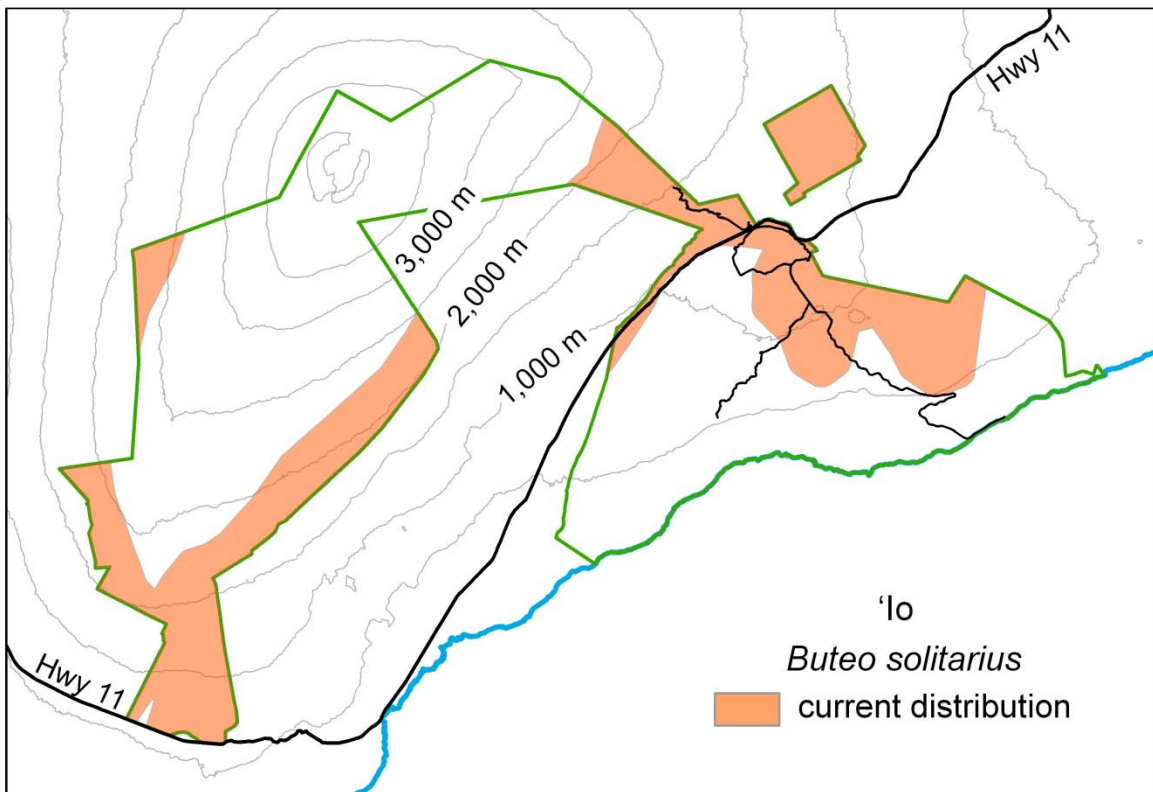 Hwy 11
3,000 m
2,000 m
1,000 m
Hwy 11
‘Io
Buteo solitarius
current distribution